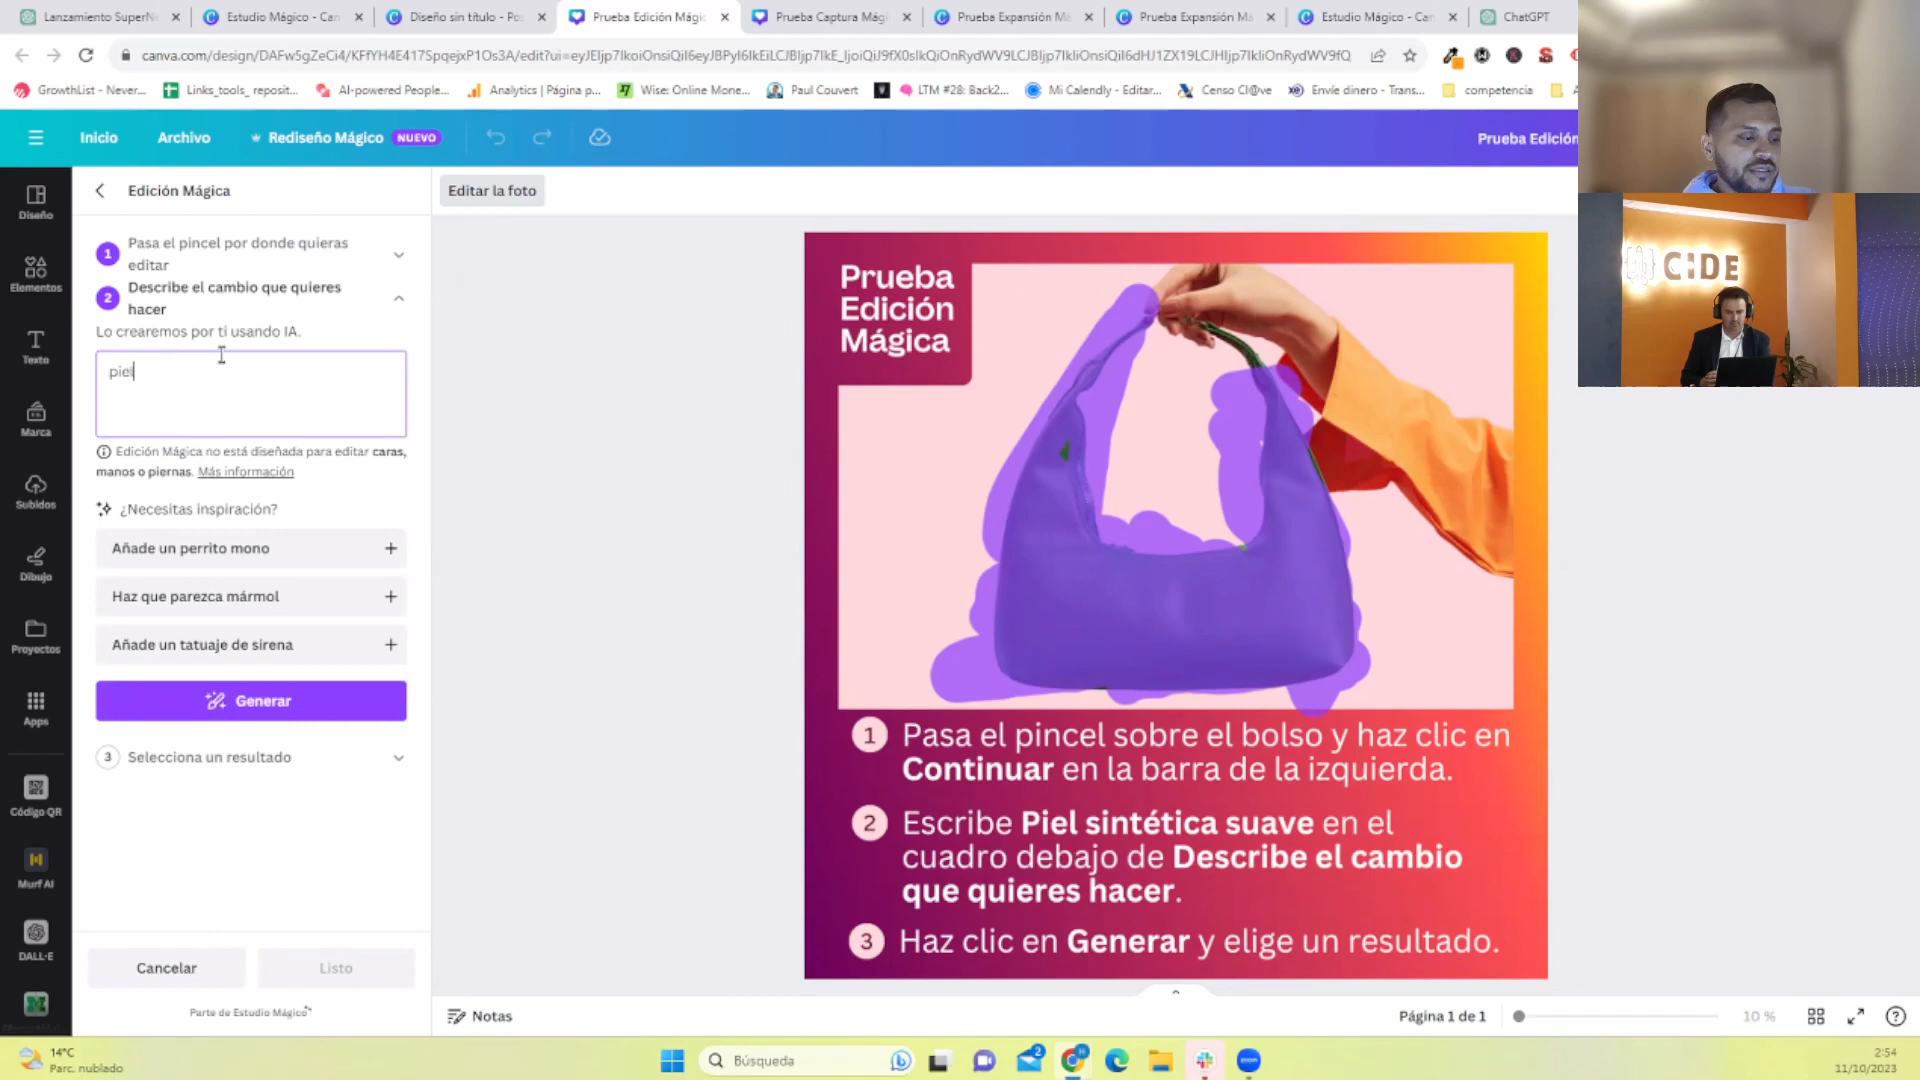 Lanzamiento SuperN
Estudio Mágico - Can
Diseño sin título - Pos
Prueba Edición Mágic
Prueba Captura Mági
Prueba Expansión Má
Prueba Expansión Má
Estudio Mágico - Can
ChatGPT
GrowthList - Never...
Links_tools_ reposit...
AI-powered People...
Analytics | Página p...
Wise: Online Mone...
Paul Couvert
LTM #28: Back2...
Mi Calendly - Editar...
Censo Cl@ve
Envíe dinero - Trans...
competencia
Inicio
Archivo
Rediseño Mágico
NUEVO
Prueba Edición
CIDE
Diseño
Elementos
Texto
Marca
Subidos
Dibujo
Proyectos
Apps
Código QR
Murf AI
DALL·E
Edición Mágica
Editar la foto
1
Pasa el pincel por donde quieras
editar
2
Describe el cambio que quieres
hacer
Lo crearemos por ti usando IA.
piel
Edición Mágica no está diseñada para editar caras,
manos o piernas. Más información
¿Necesitas inspiración?
Añade un perrito mono
Haz que parezca mármol
Añade un tatuaje de sirena
Generar
3
Selecciona un resultado
Cancelar
Listo
Parte de Estudio Mágico
Prueba
Edición
Mágica
1
Pasa el pincel sobre el bolso y haz clic en
Continuar en la barra de la izquierda.
2
Escribe Piel sintética suave en el
cuadro debajo de Describe el cambio
que quieres hacer.
3
Haz clic en Generar y elige un resultado.
Notas
Página 1 de 1
10 %
14°C
Parc. nublado
Búsqueda
2
2:54
11/10/2023